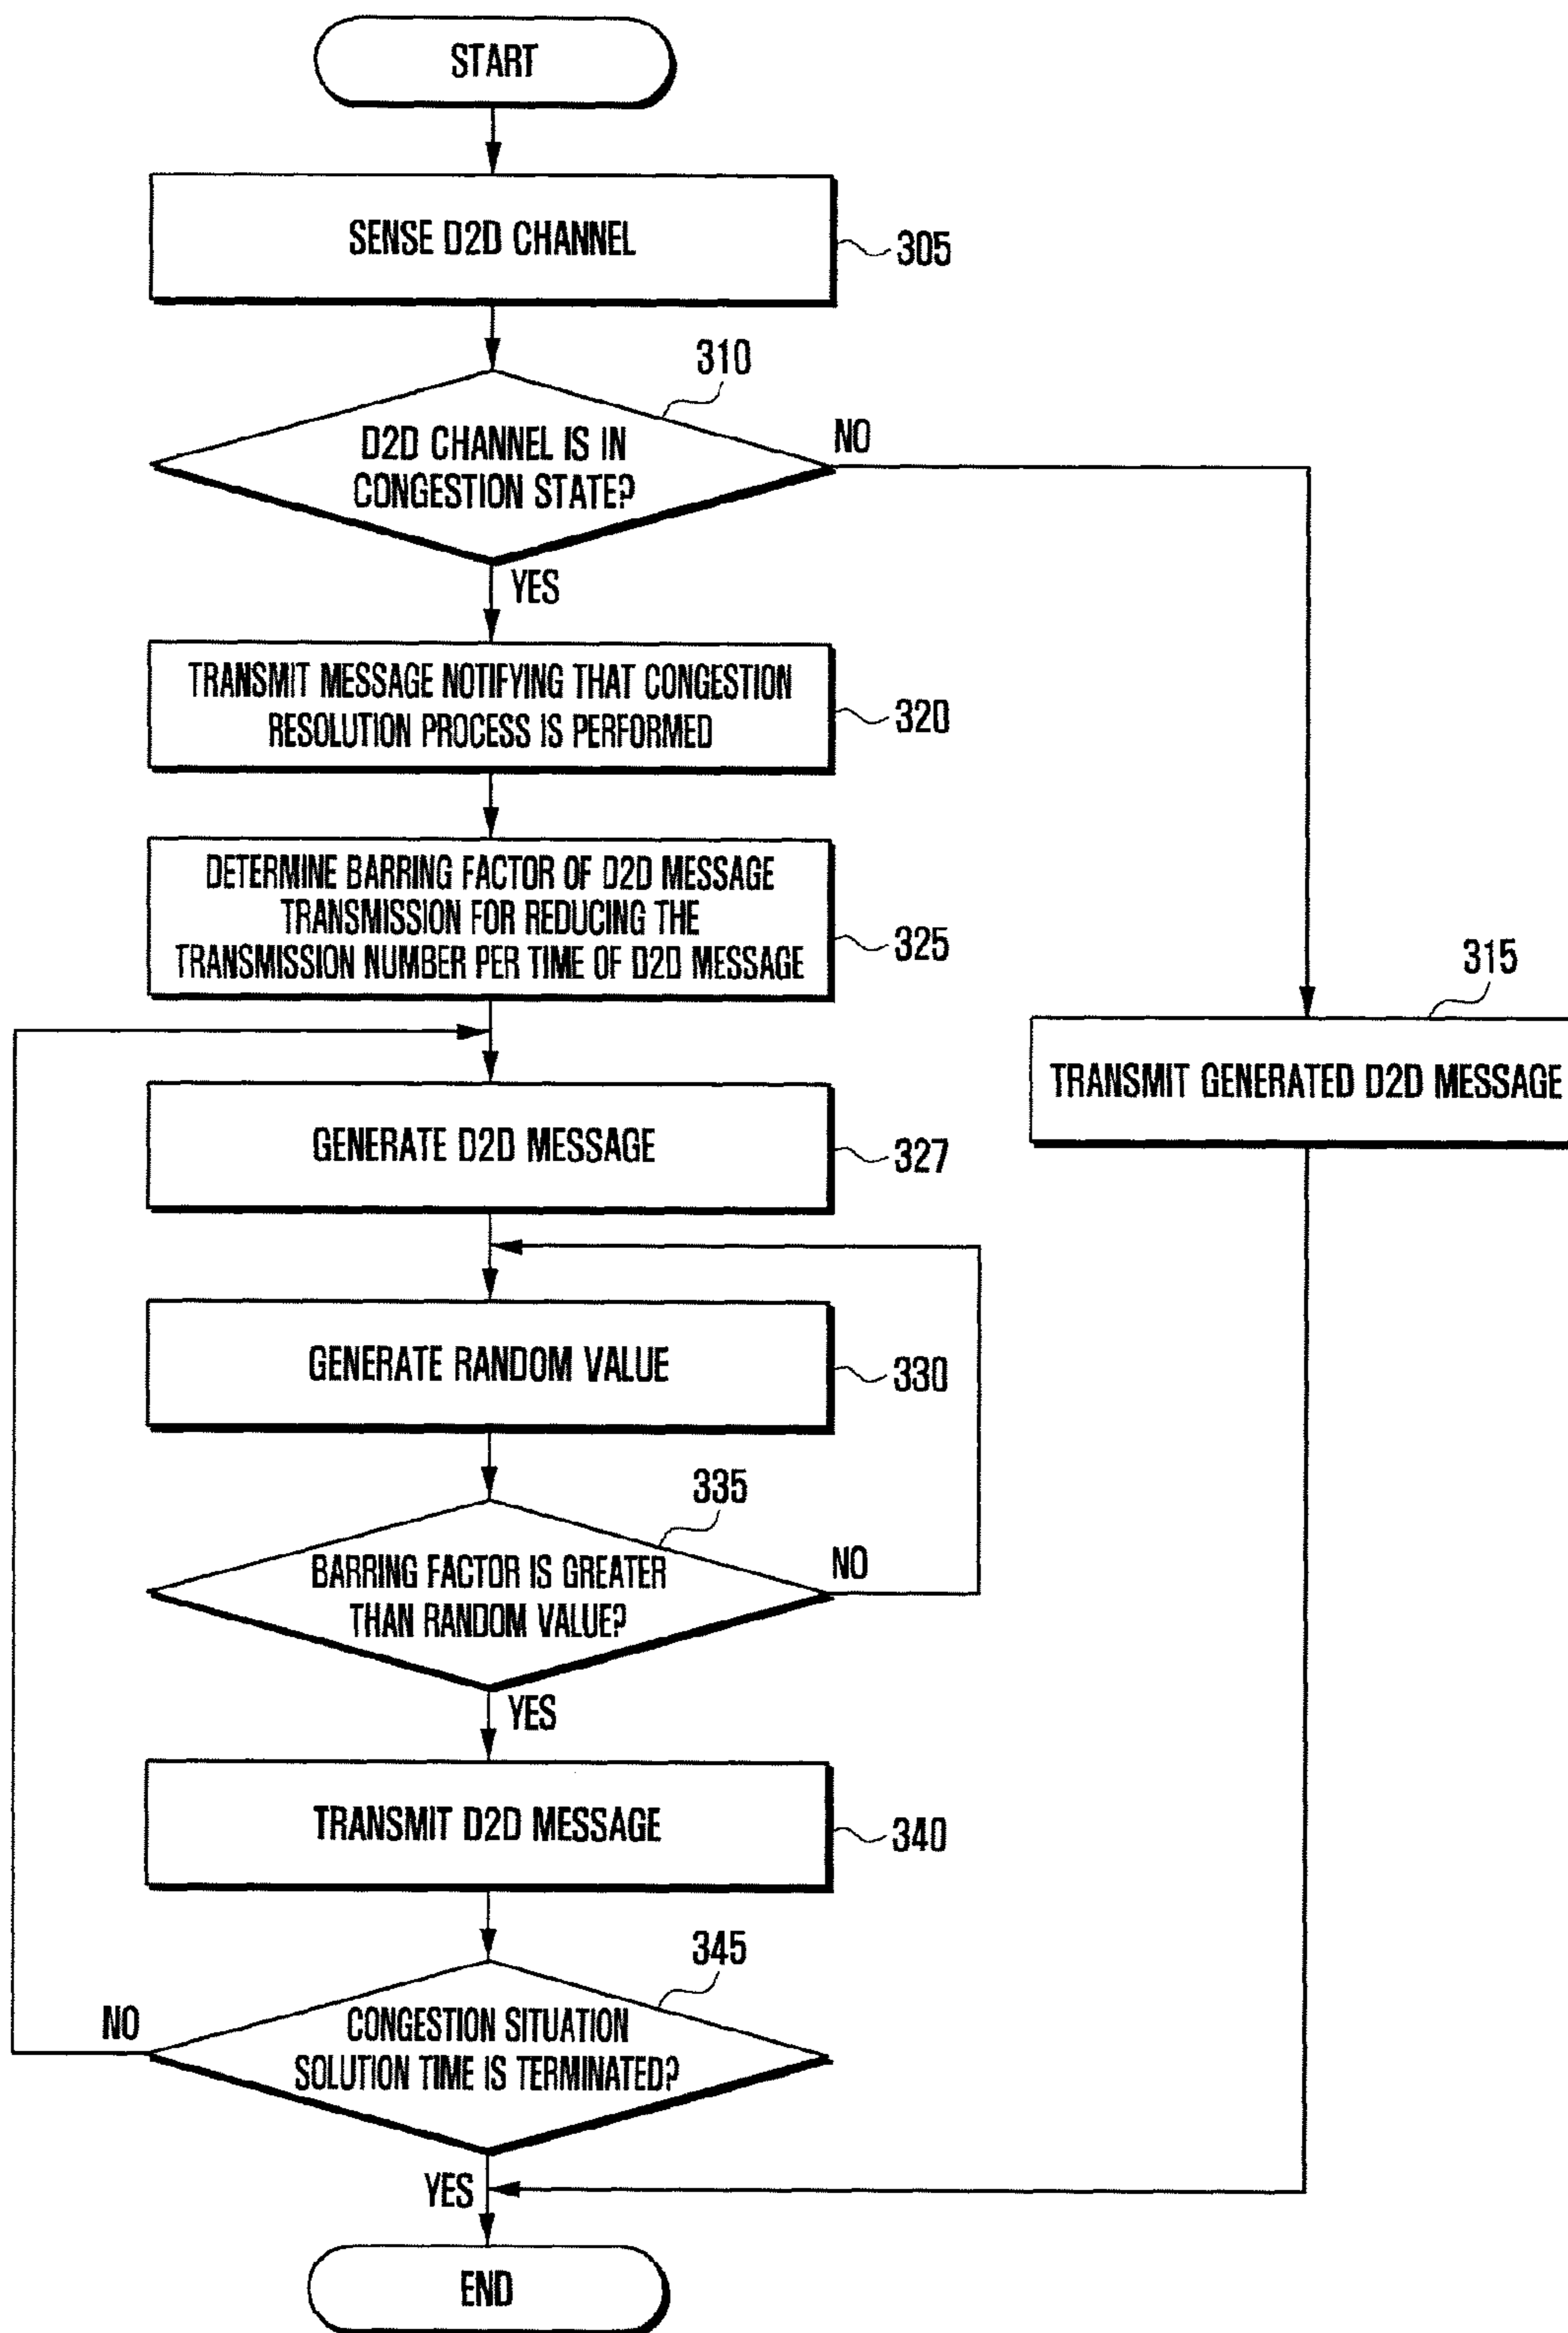 START
SENSE D2D CHANNEL
305
310
D2D CHANNEL IS IN
CONGESTION STATE?
NO
YES
TRANSMIT MESSAGE NOTIFYING THAT CONGESTION
RESOLUTION PROCESS IS PERFORMED
320
DETERMINE BARRING FACTOR OF D2D MESSAGE
TRANSMISSION FOR REDUCING THE
TRANSMISSION NUMBER PER TIME OF D2D MESSAGE
325
315
TRANSMIT GENERATED D2D MESSAGE
GENERATE D2D MESSAGE
327
GENERATE RANDOM VALUE
330
335
BARRING FACTOR IS GREATER
THAN RANDOM VALUE?
NO
YES
TRANSMIT D2D MESSAGE
340
345
CONGESTION SITUATION
SOLUTION TIME IS TERMINATED?
NO
YES
END